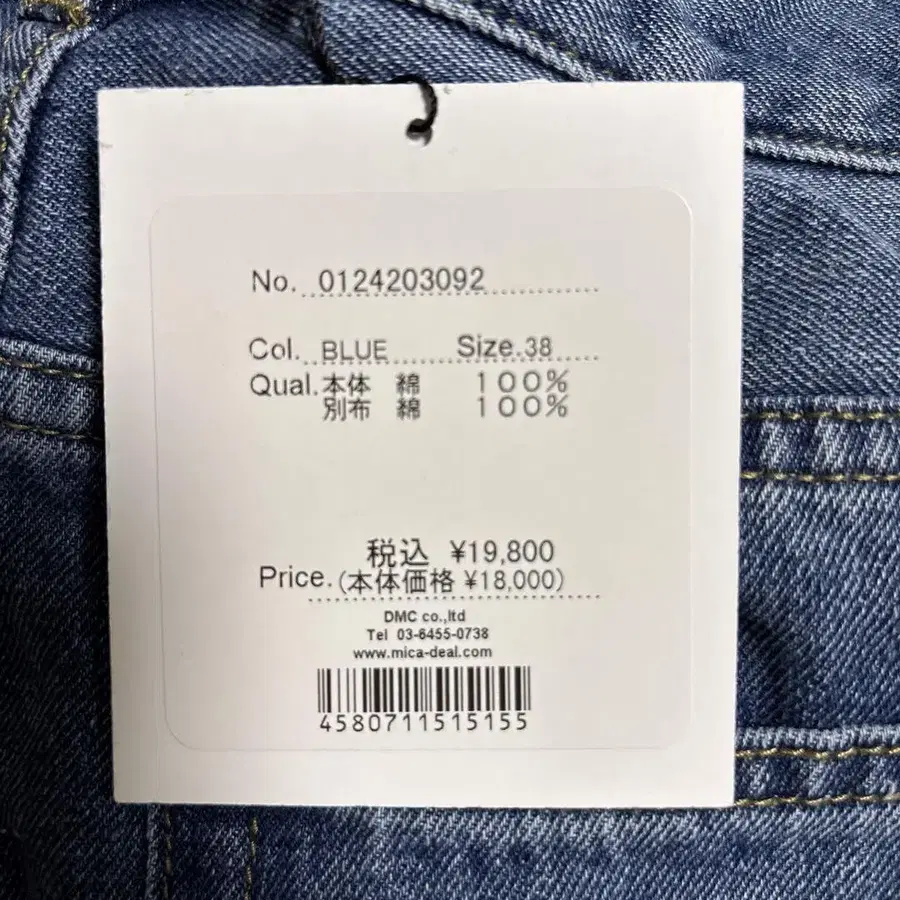 No. 0124203092
Col. BLUE Size.38
Qual.本体 綿 100%
別布 綿 100%
税込 ¥19,800
Price.(本体価格 ¥18,000)
DMC co.,ltd
Tel 03-6455-0738
www.mica-deal.com
4580711515155